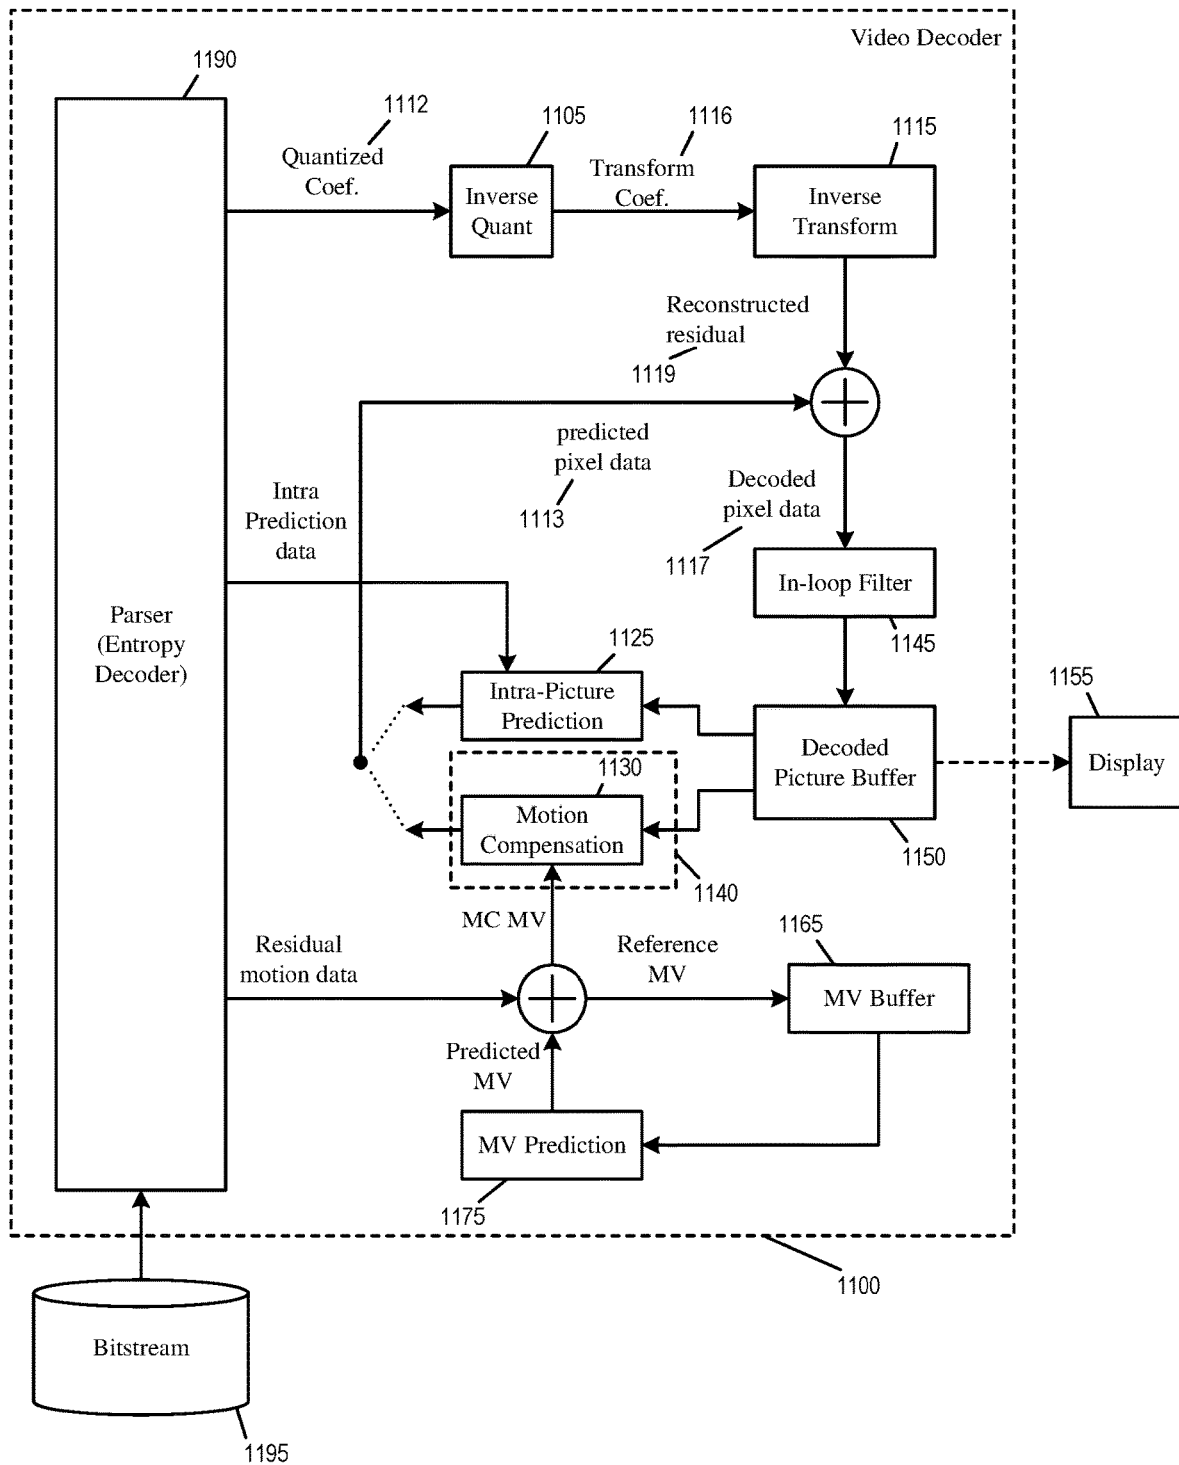 Video Decoder
1190
1112
1105
1116
1115
Quantized
Coef.
Transform
Coef.
Inverse
Quant
Inverse
Transform
Reconstructed
residual
1119
predicted
pixel data
1113
Decoded
pixel data
1117
Intra
Prediction
data
In-loop Filter
1145
Parser
(Entropy
Decoder)
1125
Intra-Picture
Prediction
1155
Decoded
Picture Buffer
Display
1130
Motion
Compensation
1150
1140
MC MV
Residual
motion data
Reference
MV
1165
MV Buffer
Predicted
MV
MV Prediction
1175
1100
Bitstream
1195